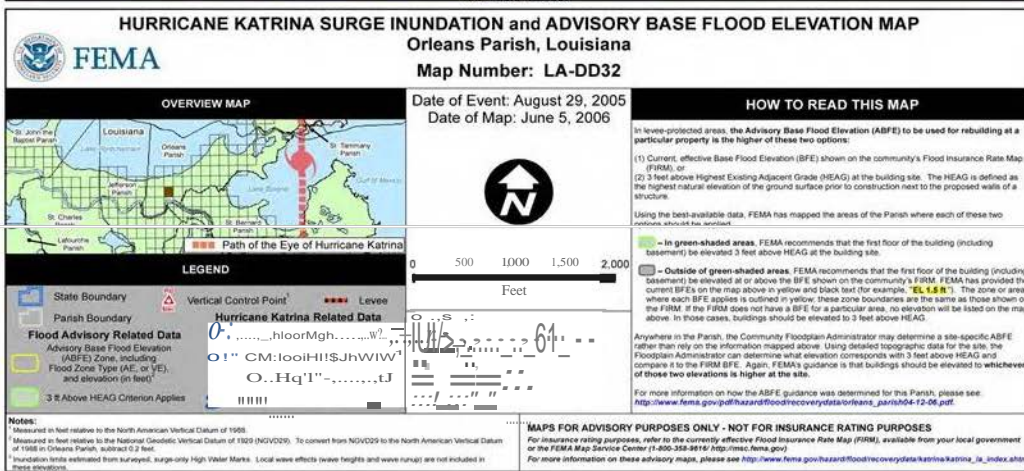 HURRICANE KATRINA SURGE INUNDATION and ADVISORY BASE FLOOD ELEVATION MAP
Orleans Parish, Louisiana
Map Number: LA-DD32
FEMA
OVERVIEW MAP
St. John the
Baptist Parish
Louisiana
Orleans
Parish
St. Tammany
Parish
Jefferson
Parish
Gulf of Mexico
St. Charles
Parish
St. Bernard
Parish
Lafourche
Parish
Path of the Eye of Hurricane Katrina
LEGEND
State Boundary
Parish Boundary
Vertical Control Point¹
Levee
Flood Advisory Related Data
Advisory Base Flood Elevation
(ABFE) Zone, including
Flood Zone Type (AE, or VE),
and elevation (in feet)
3 ft Above HEAG Criterion Applies
Hurricane Katrina Related Data
Date of Event: August 29, 2005
Date of Map: June 5, 2006
N
0 500 1,000 1,500 2,000
Feet
HOW TO READ THIS MAP
In levee-protected areas, the Advisory Base Flood Elevation (ABFE) to be used for rebuilding at a
particular property is the higher of these two options:
(1) Current, effective Base Flood Elevation (BFE) shown on the community's Flood Insurance Rate Map
(FIRM), or
(2) 3 feet above Highest Existing Adjacent Grade (HEAG) at the building site. The HEAG is defined as
the highest natural elevation of the ground surface prior to construction next to the proposed walls of a
structure.
Using the best-available data, FEMA has mapped the areas of the Parish where each of these two
options should be applied.
– In green-shaded areas, FEMA recommends that the first floor of the building (including
basement) be elevated 3 feet above HEAG at the building site.
– Outside of green-shaded areas, FEMA recommends that the first floor of the building (including
basement) be elevated at or above the BFE shown on the community's FIRM. FEMA has provided the
current BFEs on the map above in yellow and black text (for example, "EL 1.5 ft"). The zone or area
where each BFE applies is outlined in yellow; these zone boundaries are the same as those shown o
the FIRM. If the FIRM does not have a BFE for a particular area, no elevation will be listed on the map
above. In those cases, buildings should be elevated to 3 feet above HEAG.
Anywhere in the Parish, the Community Floodplain Administrator may determine a site-specific ABFE
rather than rely on the information mapped above. Using detailed topographic data for the site, the
Floodplain Administrator can determine what elevation corresponds with 3 feet above HEAG and
compare it to the FIRM BFE. Again, FEMA's guidance is that buildings should be elevated to whichever
of those two elevations is higher at the site.
For more information on how the ABFE guidance was determined for this Parish, please see
http://www.fema.gov/pdf/hazard/flood/recoverydata/orleans_parish04-12-06.pdf.
Notes:
¹ Measured in feet relative to the North American Vertical Datum of 1988.
² Measured in feet relative to the National Geodetic Vertical Datum of 1929 (NGVD29). To convert from NGVD29 to the North American Vertical Datum
of 1988 in Orleans Parish, subtract 0.2 feet.
³ Inundation limits estimated from surveyed, surge-only High Water Marks. Local wave effects (wave heights and wave runup) are not included in
these elevations.
MAPS FOR ADVISORY PURPOSES ONLY - NOT FOR INSURANCE RATING PURPOSES
For insurance rating purposes, refer to the currently effective Flood Insurance Rate Map (FIRM), available from your local government
or the FEMA Map Service Center (1-800-358-9616/ http://msc.fema.gov)
For more information on these advisory maps, please see http://www.fema.gov/hazard/flood/recoverydata/katrina/katrina_la_index.shtm